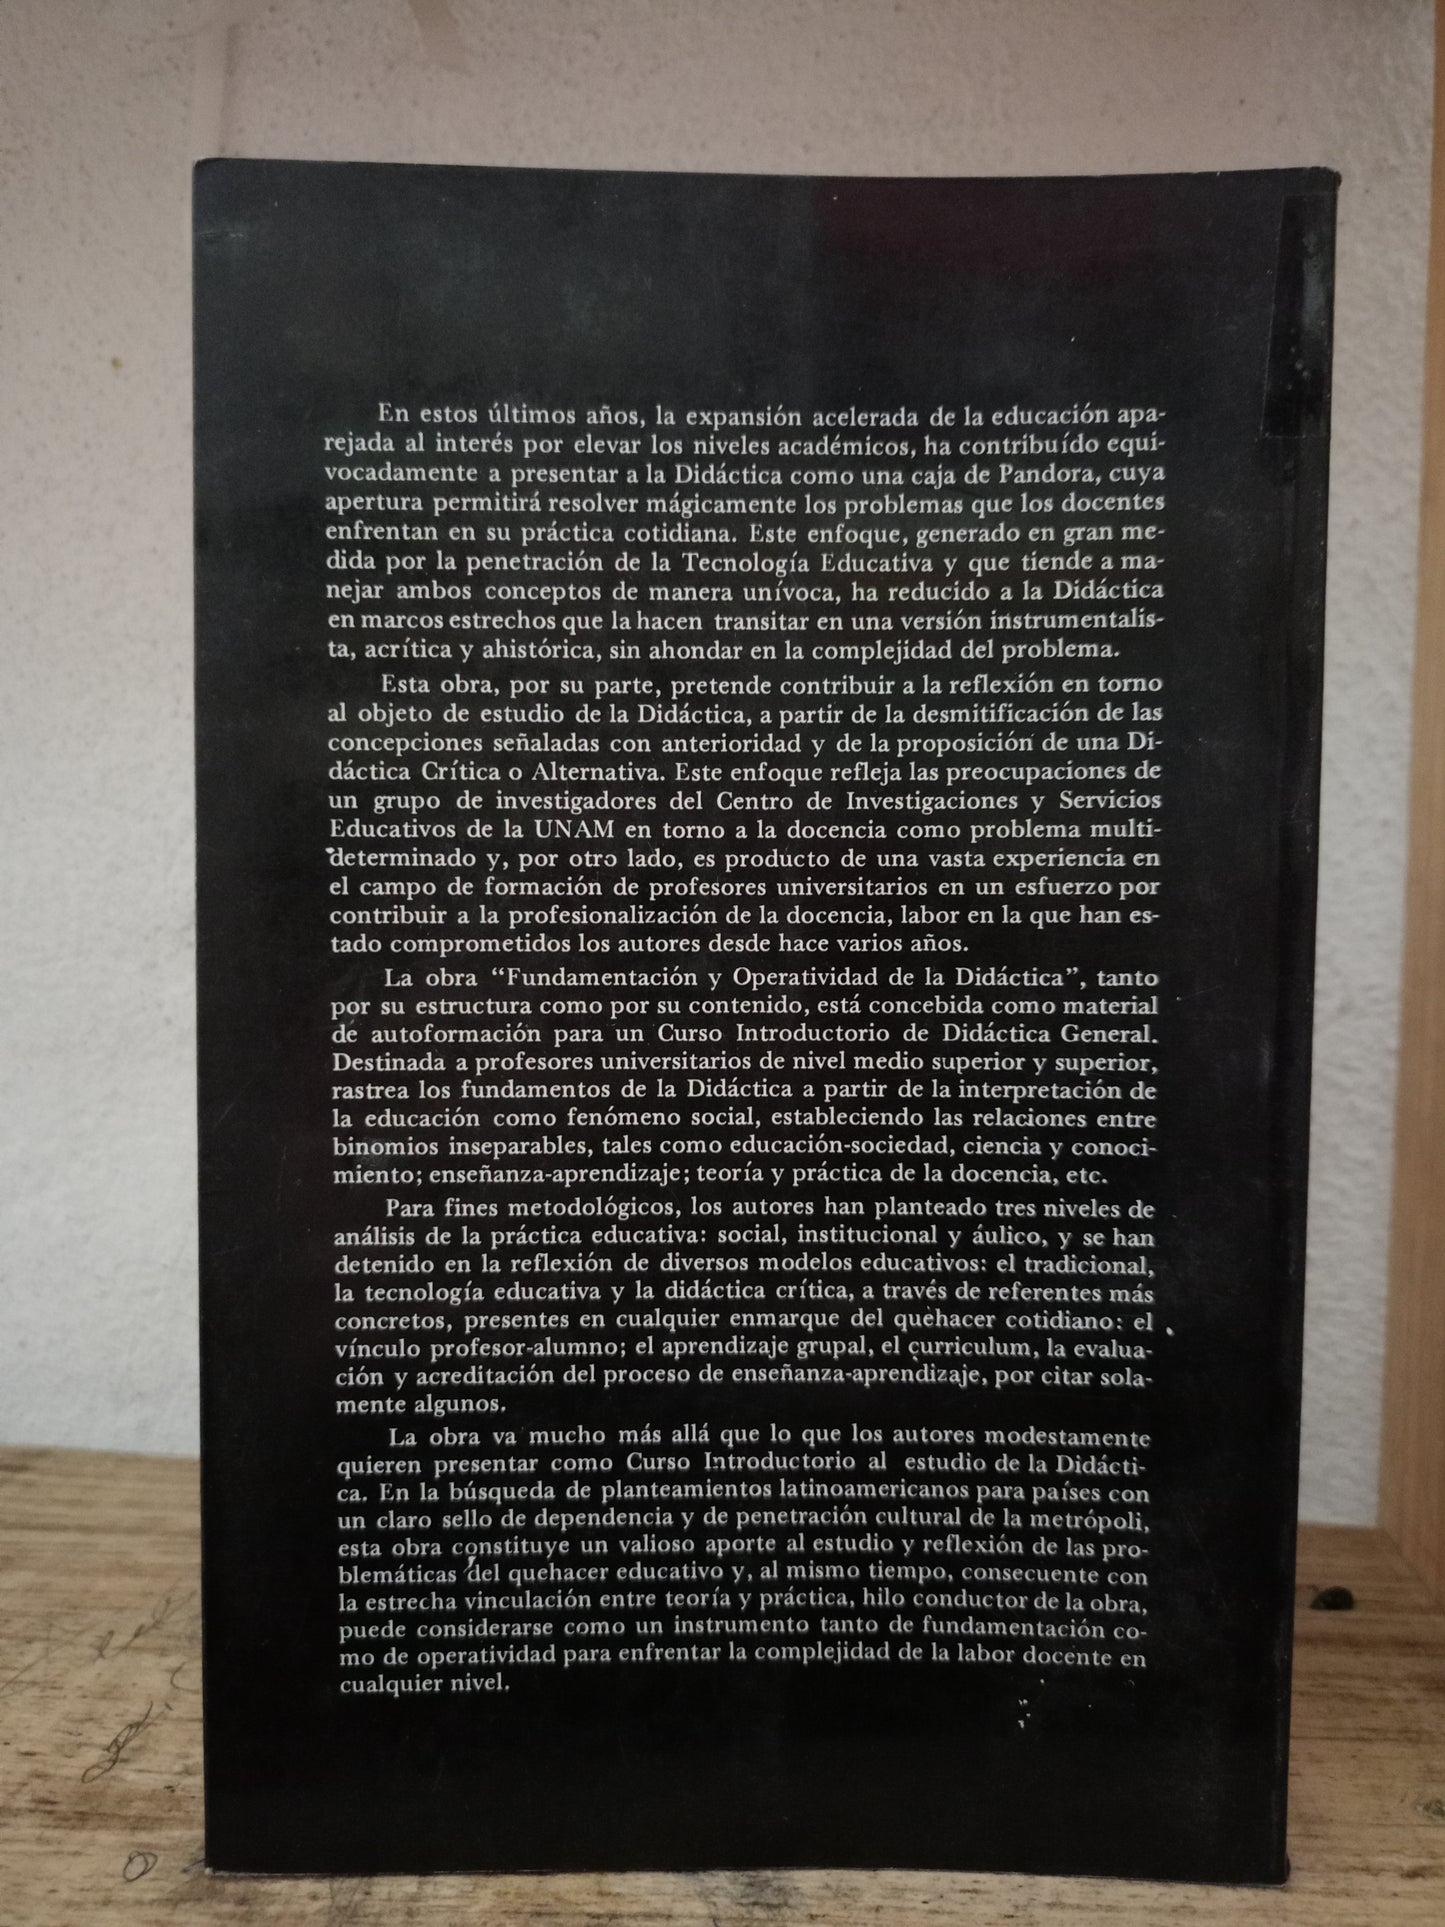 En estos últimos años, la expansión acelerada de la educación apa-
rejada al interés por elevar los niveles académicos, ha contribuído equi-
vocadamente a presentar a la Didáctica como una caja de Pandora, cuya
apertura permitirá resolver mágicamente los problemas que los docentes
enfrentan en su práctica cotidiana. Este enfoque, generado en gran me-
dida por la penetración de la Tecnología Educativa y que tiende a ma-
nejar ambos conceptos de manera unívoca, ha reducido a la Didáctica
en marcos estrechos que la hacen transitar en una versión instrumentalis-
ta, acrítica y ahistórica, sin ahondar en la complejidad del problema.
Esta obra, por su parte, pretende contribuir a la reflexión en torno
al objeto de estudio de la Didáctica, a partir de la desmitificación de las
concepciones señaladas con anterioridad y de la proposición de una Di-
dáctica Crítica o Alternativa. Este enfoque refleja las preocupaciones de
un grupo de investigadores del Centro de Investigaciones y Servicios
Educativos de la UNAM en torno a la docencia como problema multi-
determinado y, por otro lado, es producto de una vasta experiencia en
el campo de formación de profesores universitarios en un esfuerzo por
contribuir a la profesionalización de la docencia, labor en la que han es-
tado comprometidos los autores desde hace varios años.
La obra “Fundamentación y Operatividad de la Didáctica”, tanto
por su estructura como por su contenido, está concebida como material
de autoformación para un Curso Introductorio de Didáctica General.
Destinada a profesores universitarios de nivel medio superior y superior,
rastrea los fundamentos de la Didáctica a partir de la interpretación de
la educación como fenómeno social, estableciendo las relaciones entre
binomios inseparables, tales como educación-sociedad, ciencia y conoci-
miento; enseñanza-aprendizaje; teoría y práctica de la docencia, etc.
Para fines metodológicos, los autores han planteado tres niveles de
análisis de la práctica educativa: social, institucional y áulico, y se han
detenido en la reflexión de diversos modelos educativos: el tradicional,
la tecnología educativa y la didáctica crítica, a través de referentes más
concretos, presentes en cualquier enmarque del quehacer cotidiano: el
vínculo profesor-alumno; el aprendizaje grupal, el curriculum, la evalua-
ción y acreditación del proceso de enseñanza-aprendizaje, por citar sola-
mente algunos.
La obra va mucho más allá que lo que los autores modestamente
quieren presentar como Curso Introductorio al estudio de la Didácti-
ca. En la búsqueda de planteamientos latinoamericanos para países con
un claro sello de dependencia y de penetración cultural de la metrópoli,
esta obra constituye un valioso aporte al estudio y reflexión de las pro-
blemáticas del quehacer educativo y, al mismo tiempo, consecuente con
la estrecha vinculación entre teoría y práctica, hilo conductor de la obra,
puede considerarse como un instrumento tanto de fundamentación co-
mo de operatividad para enfrentar la complejidad de la labor docente en
cualquier nivel.